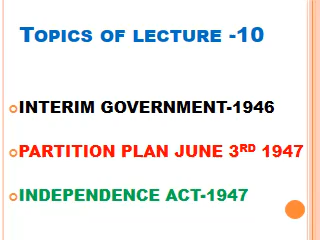 TOPICS OF LECTURE -10
INTERIM GOVERNMENT-1946
PARTITION PLAN JUNE 3RD 1947
INDEPENDENCE ACT-1947